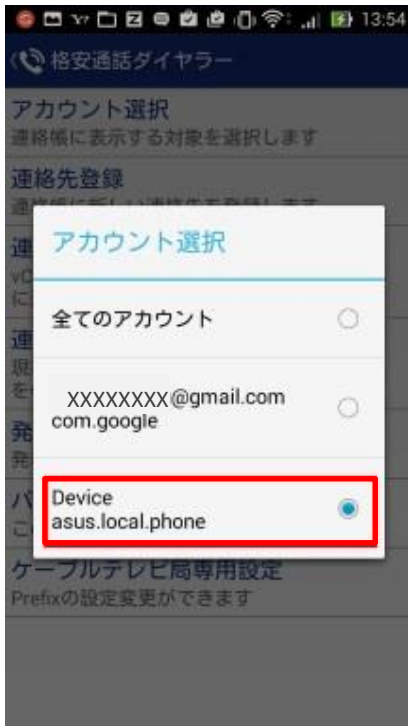 13:54
格安通話ダイヤラー
アカウント選択
連絡帳に表示する対象を選択します
連絡先登録
アカウント選択
全てのアカウント
XXXXXXXX@gmail.com
com.google
Device
asus.local.phone
ケーブルテレビ局専用設定
Prefixの設定変更ができます